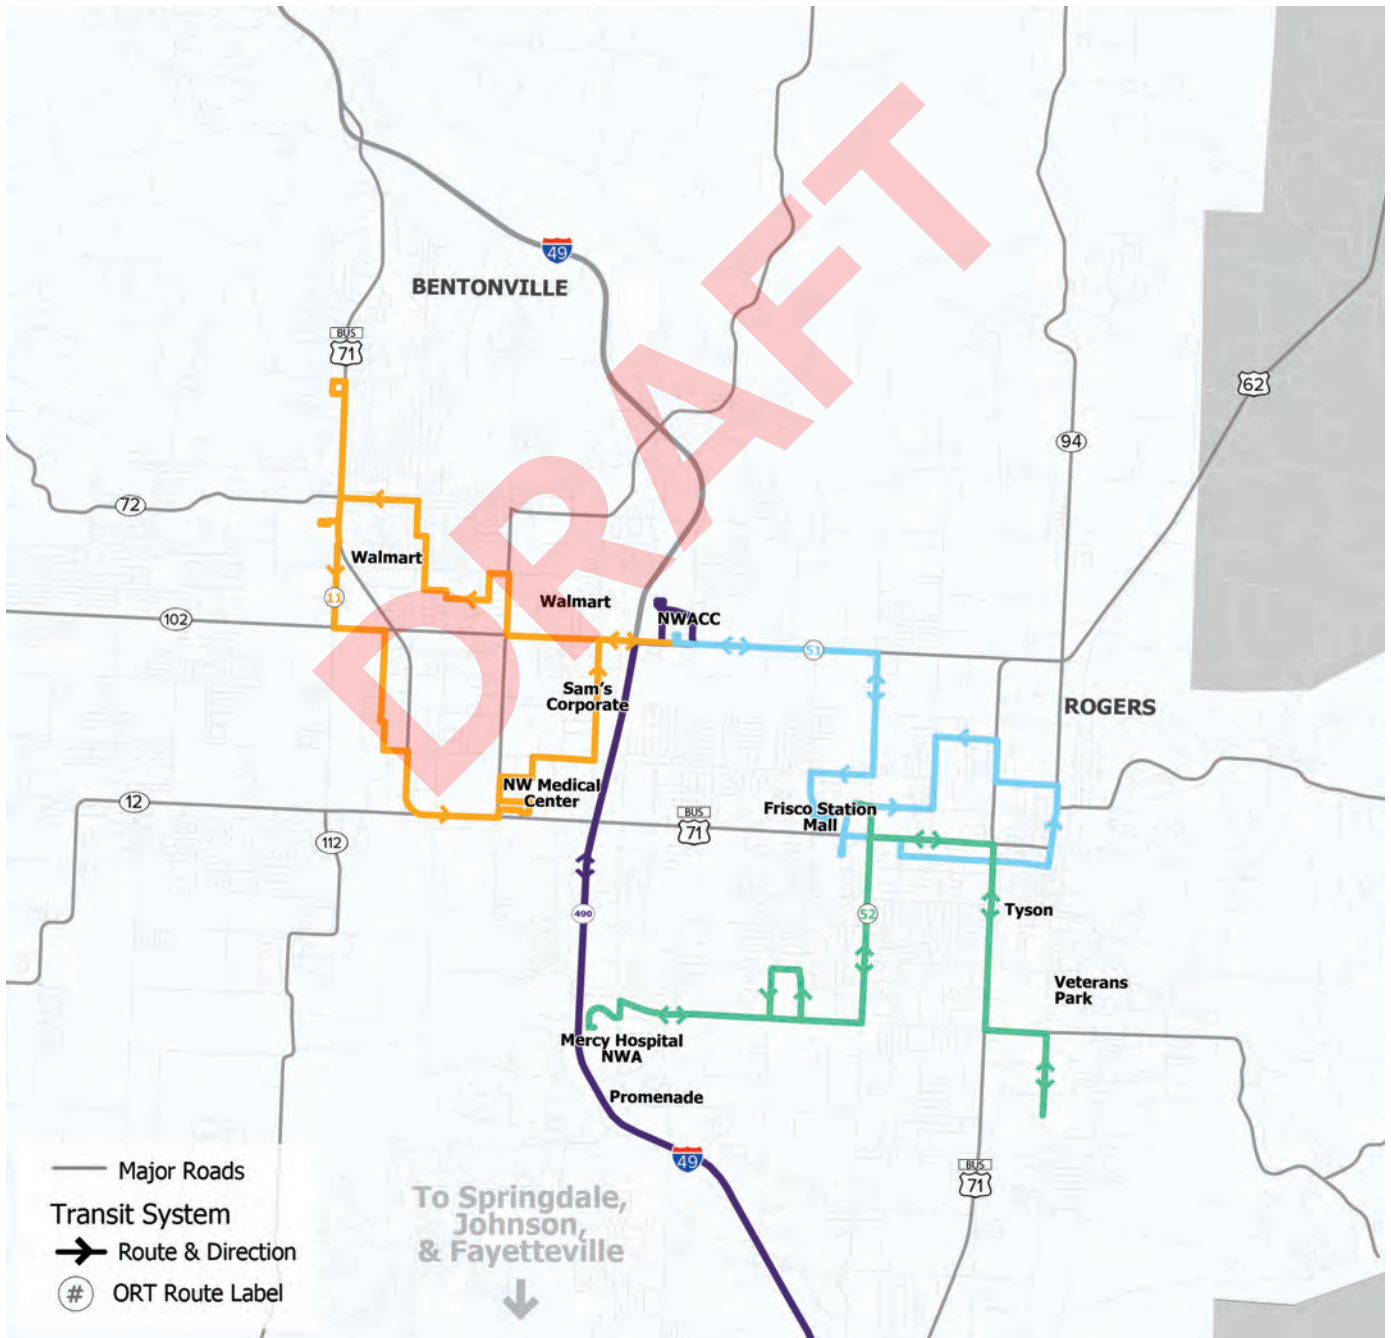 49
BENTONVILLE
BUS
71
62
94
72
Walmart
11
Walmart
102
NWACC
51
Sam's
Corporate
ROGERS
NW Medical
Center
12
Frisco Station
Mall
BUS
71
112
490
52
Tyson
Veterans
Park
Mercy Hospital
NWA
Promenade
49
BUS
71
To Springdale,
Johnson,
& Fayetteville
Major Roads
Transit System
Route & Direction
# ORT Route Label
DRAFT